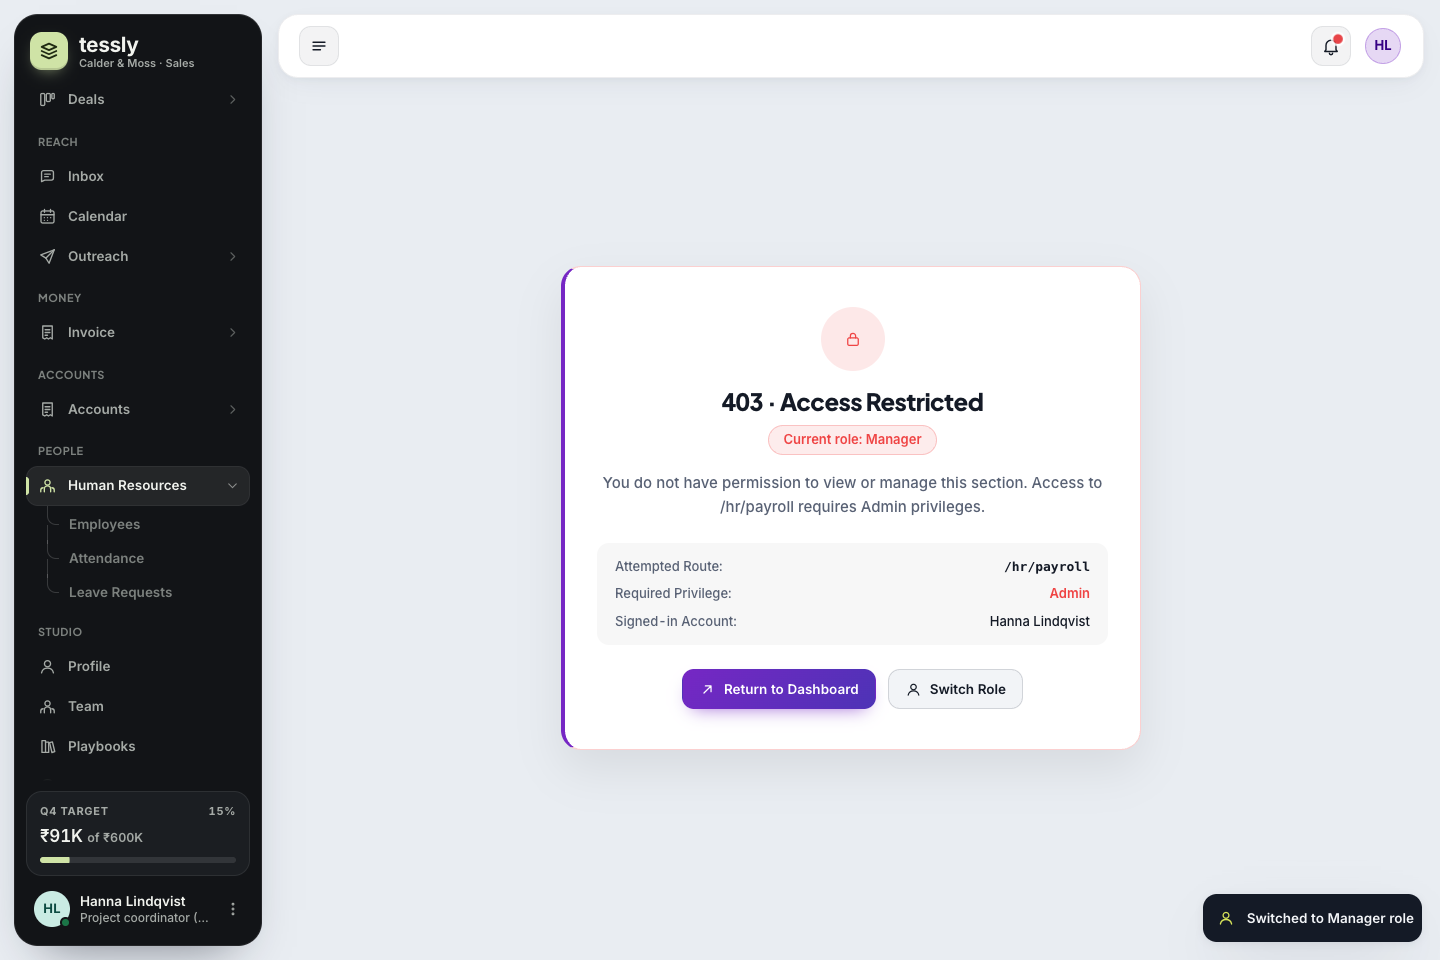 tessly
Calder & Moss · Sales
Deals
REACH
Inbox
Calendar
Outreach
MONEY
Invoice
ACCOUNTS
Accounts
PEOPLE
Human Resources
Employees
Attendance
Leave Requests
STUDIO
Profile
Team
Playbooks
Q4 TARGET 15%
₹91K of ₹600K
HL
Hanna Lindqvist
Project coordinator (...
HL
403 · Access Restricted
Current role: Manager
You do not have permission to view or manage this section. Access to
/hr/payroll requires Admin privileges.
Attempted Route: /hr/payroll
Required Privilege: Admin
Signed-in Account: Hanna Lindqvist
Return to Dashboard
Switch Role
Switched to Manager role